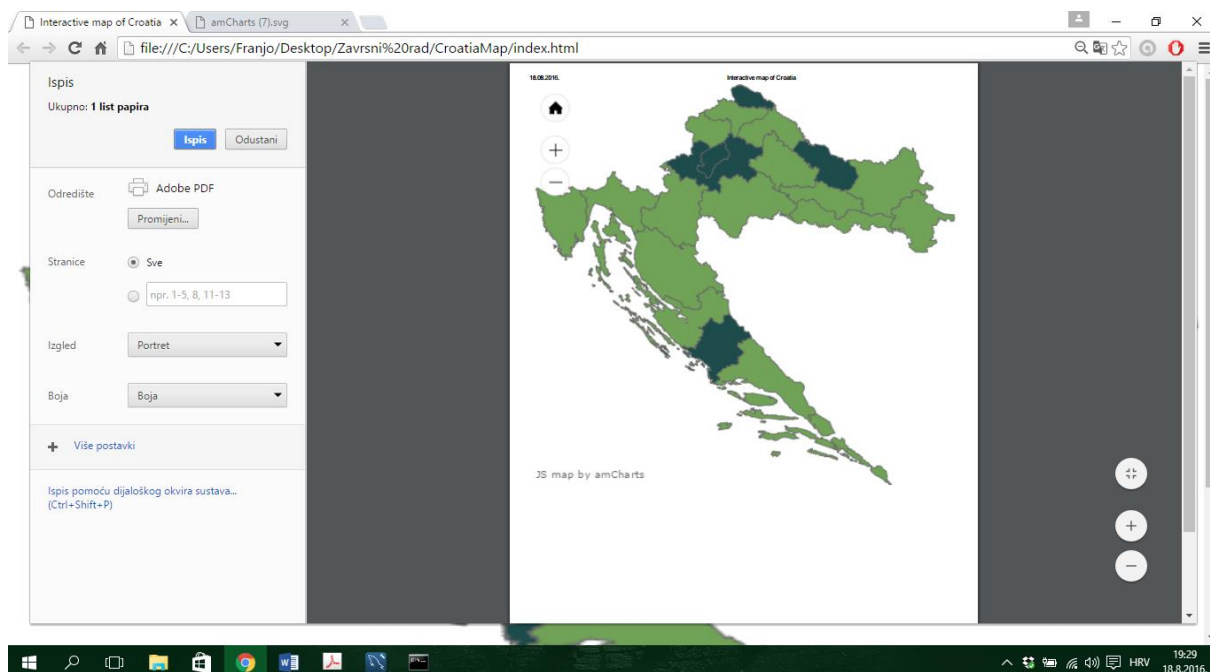 Interactive map of Croatia
amCharts (7).svg
file:///C:/Users/Franjo/Desktop/Zavrsni%20rad/CroatiaMap/index.html
Ispis
Ukupno: 1 list papira
Ispis Odustani
Odredište Adobe PDF
Promijeni...
Stranice Sve
npr. 1-5, 8, 11-13
Izgled Portret
Boja Boja
Više postavki
Ispis pomoću dijaloškog okvira sustava...
(Ctrl+Shift+P)
18.08.2016. Interactive map of Croatia
JS map by amCharts
HRV 19:29
18.8.2016.